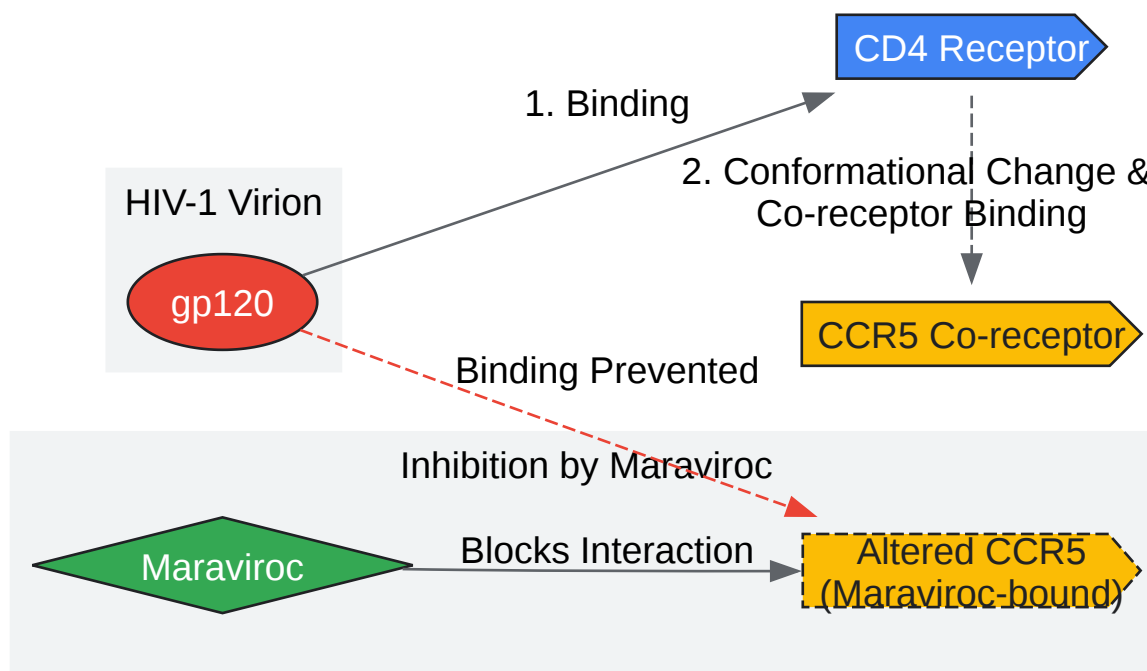 CD4 Receptor
1. Binding
2. Conformational Change &
Co-receptor Binding
HIV-1 Virion
gp120
CCR5 Co-receptor
Binding Prevented
Inhibition by Maraviroc
Maraviroc
Blocks Interaction
Altered CCR5
(Maraviroc-bound)